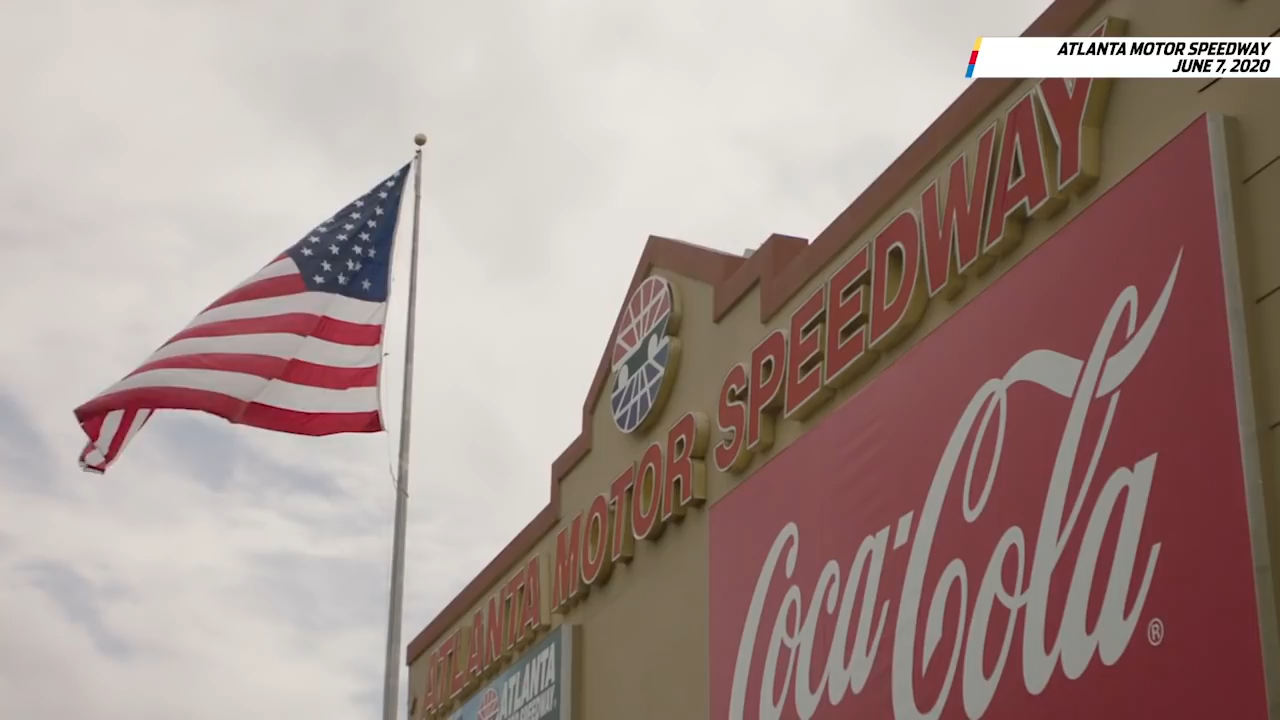 ATLANTA MOTOR SPEEDWAY
JUNE 7, 2020
ATLANTA MOTOR SPEEDWAY
Coca-Cola®
ATLANTA